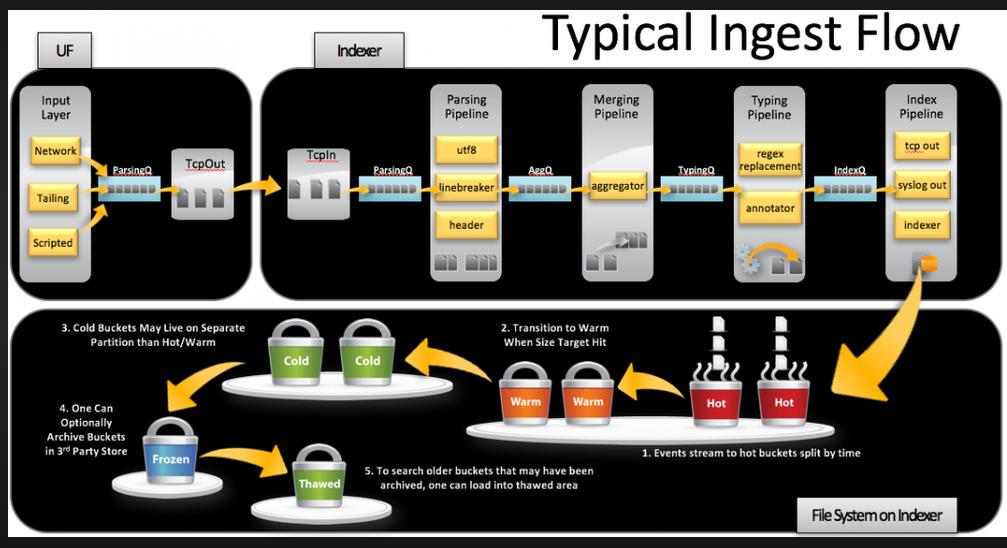 Typical Ingest Flow
UF
Indexer
Input
Layer
Network
Tailing
Scripted
ParsingQ
TcpOut
TcpIn
ParsingQ
Parsing
Pipeline
utf8
linebreaker
header
AggQ
Merging
Pipeline
aggregator
TypingQ
Typing
Pipeline
regex
replacement
annotator
IndexQ
Index
Pipeline
tcp out
syslog out
indexer
3. Cold Buckets May Live on Separate
Partition than Hot/Warm
2. Transition to Warm
When Size Target Hit
Cold
Cold
Warm
Warm
Hot
Hot
4. One Can
Optionally
Archive Buckets
in 3rd Party Store
1. Events stream to hot buckets split by time
Frozen
Thawed
5. To search older buckets that may have been
archived, one can load into thawed area
File System on Indexer